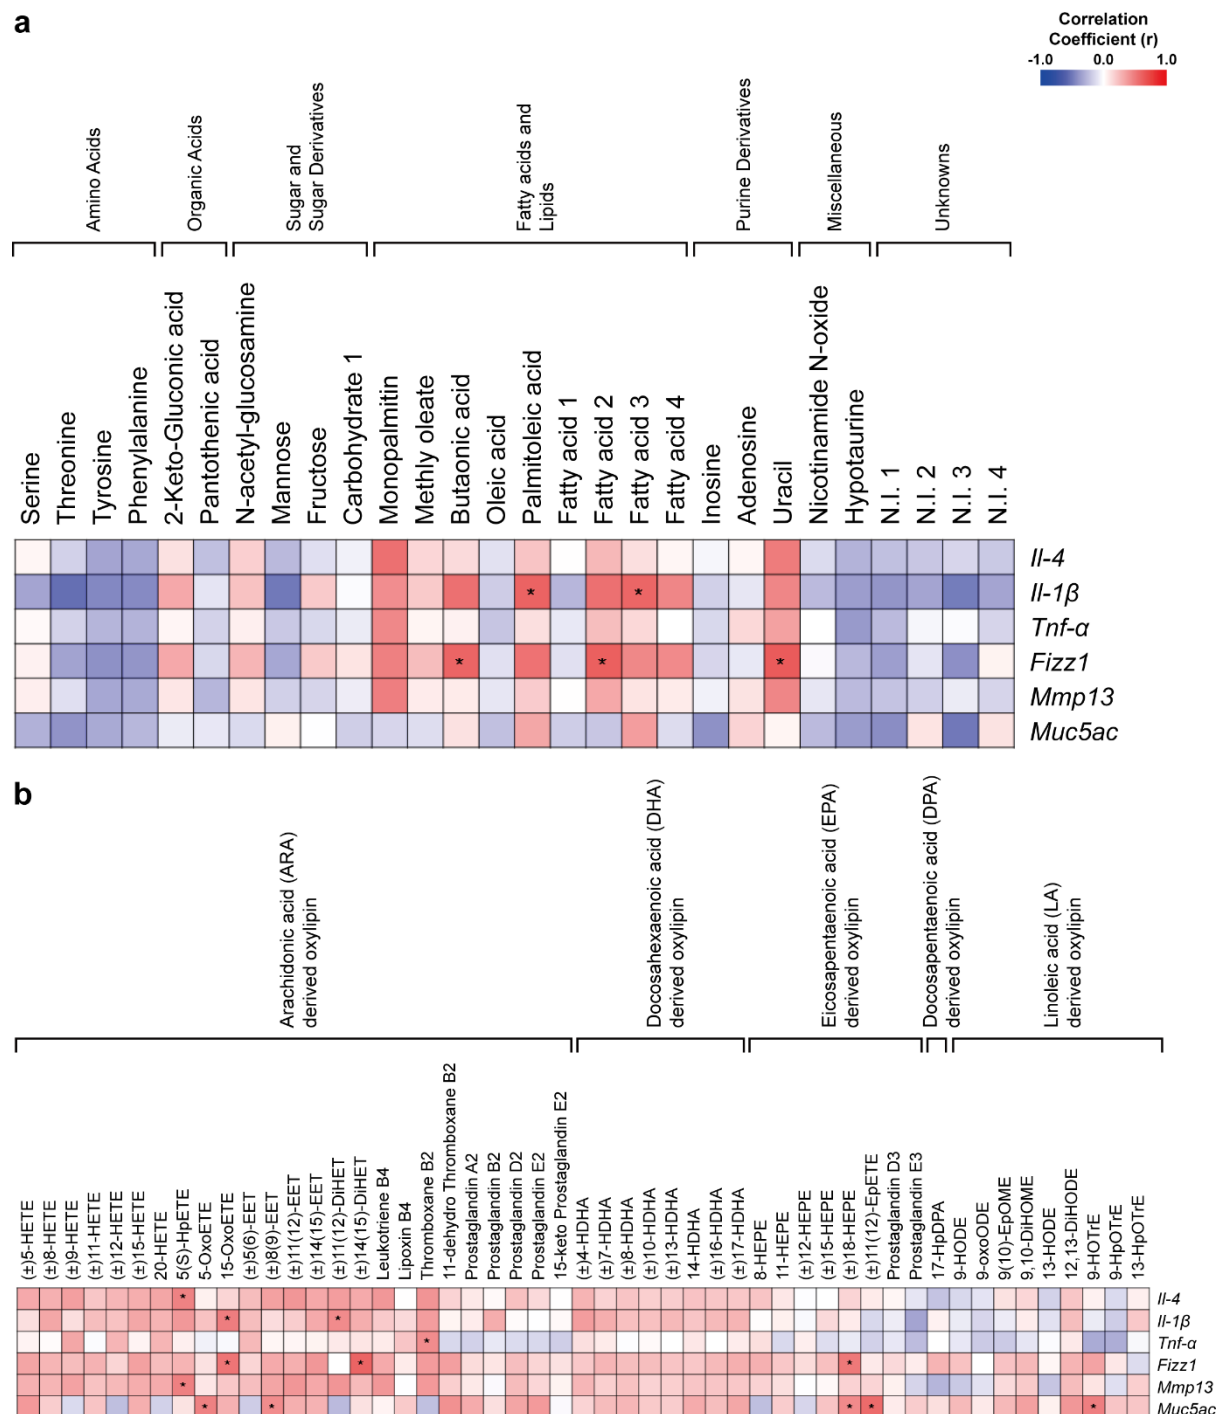 a
Correlation
Coefficient (r)
-1.0 0.0 1.0
Amino Acids
Organic Acids
Sugar and
Sugar Derivatives
Fatty acids and
Lipids
Purine Derivatives
Miscellaneous
Unknowns
Serine
Threonine
Tyrosine
Phenylalanine
2-Keto-Gluconic acid
Pantothenic acid
N-acetyl-glucosamine
Mannose
Fructose
Carbohydrate 1
Monopalmitin
Methly oleate
Butaonic acid
Oleic acid
Palmitoleic acid
Fatty acid 1
Fatty acid 2
Fatty acid 3
Fatty acid 4
Inosine
Adenosine
Uracil
Nicotinamide N-oxide
Hypotaurine
N.I. 1
N.I. 2
N.I. 3
N.I. 4
Il-4
* * Il-1β
Tnf-α
* * * Fizz1
Mmp13
Muc5ac
b
Arachidonic acid (ARA)
derived oxylipin
Docosahexaenoic acid (DHA)
derived oxylipin
Eicosapentaenoic acid (EPA)
derived oxylipin
Docosapentaenoic acid (DPA)
derived oxylipin
Linoleic acid (LA)
derived oxylipin
(±)5-HETE
(±)8-HETE
(±)9-HETE
(±)11-HETE
(±)12-HETE
(±)15-HETE
20-HETE
5(S)-HpETE
5-OxoETE
15-OxoETE
(±)5(6)-EET
(±)8(9)-EET
(±)11(12)-EET
(±)14(15)-EET
(±)11(12)-DiHET
(±)14(15)-DiHET
Leukotriene B4
Lipoxin B4
Thromboxane B2
11-dehydro Thromboxane B2
Prostaglandin A2
Prostaglandin B2
Prostaglandin D2
Prostaglandin E2
15-keto Prostaglandin E2
(±)4-HDHA
(±)7-HDHA
(±)8-HDHA
(±)10-HDHA
(±)13-HDHA
14-HDHA
(±)16-HDHA
(±)17-HDHA
8-HEPE
11-HEPE
(±)12-HEPE
(±)15-HEPE
(±)18-HEPE
(±)11(12)-EpETE
Prostaglandin D3
Prostaglandin E3
17-HpDPA
9-HODE
9-oxoODE
9(10)-EpOME
9,10-DiHOME
13-HODE
12,13-DiHODE
9-HOTrE
9-HpOTrE
13-HpOTrE
* Il-4
* * Il-1β
* Tnf-α
* * * Fizz1
* Mmp13
* * * * * Muc5ac